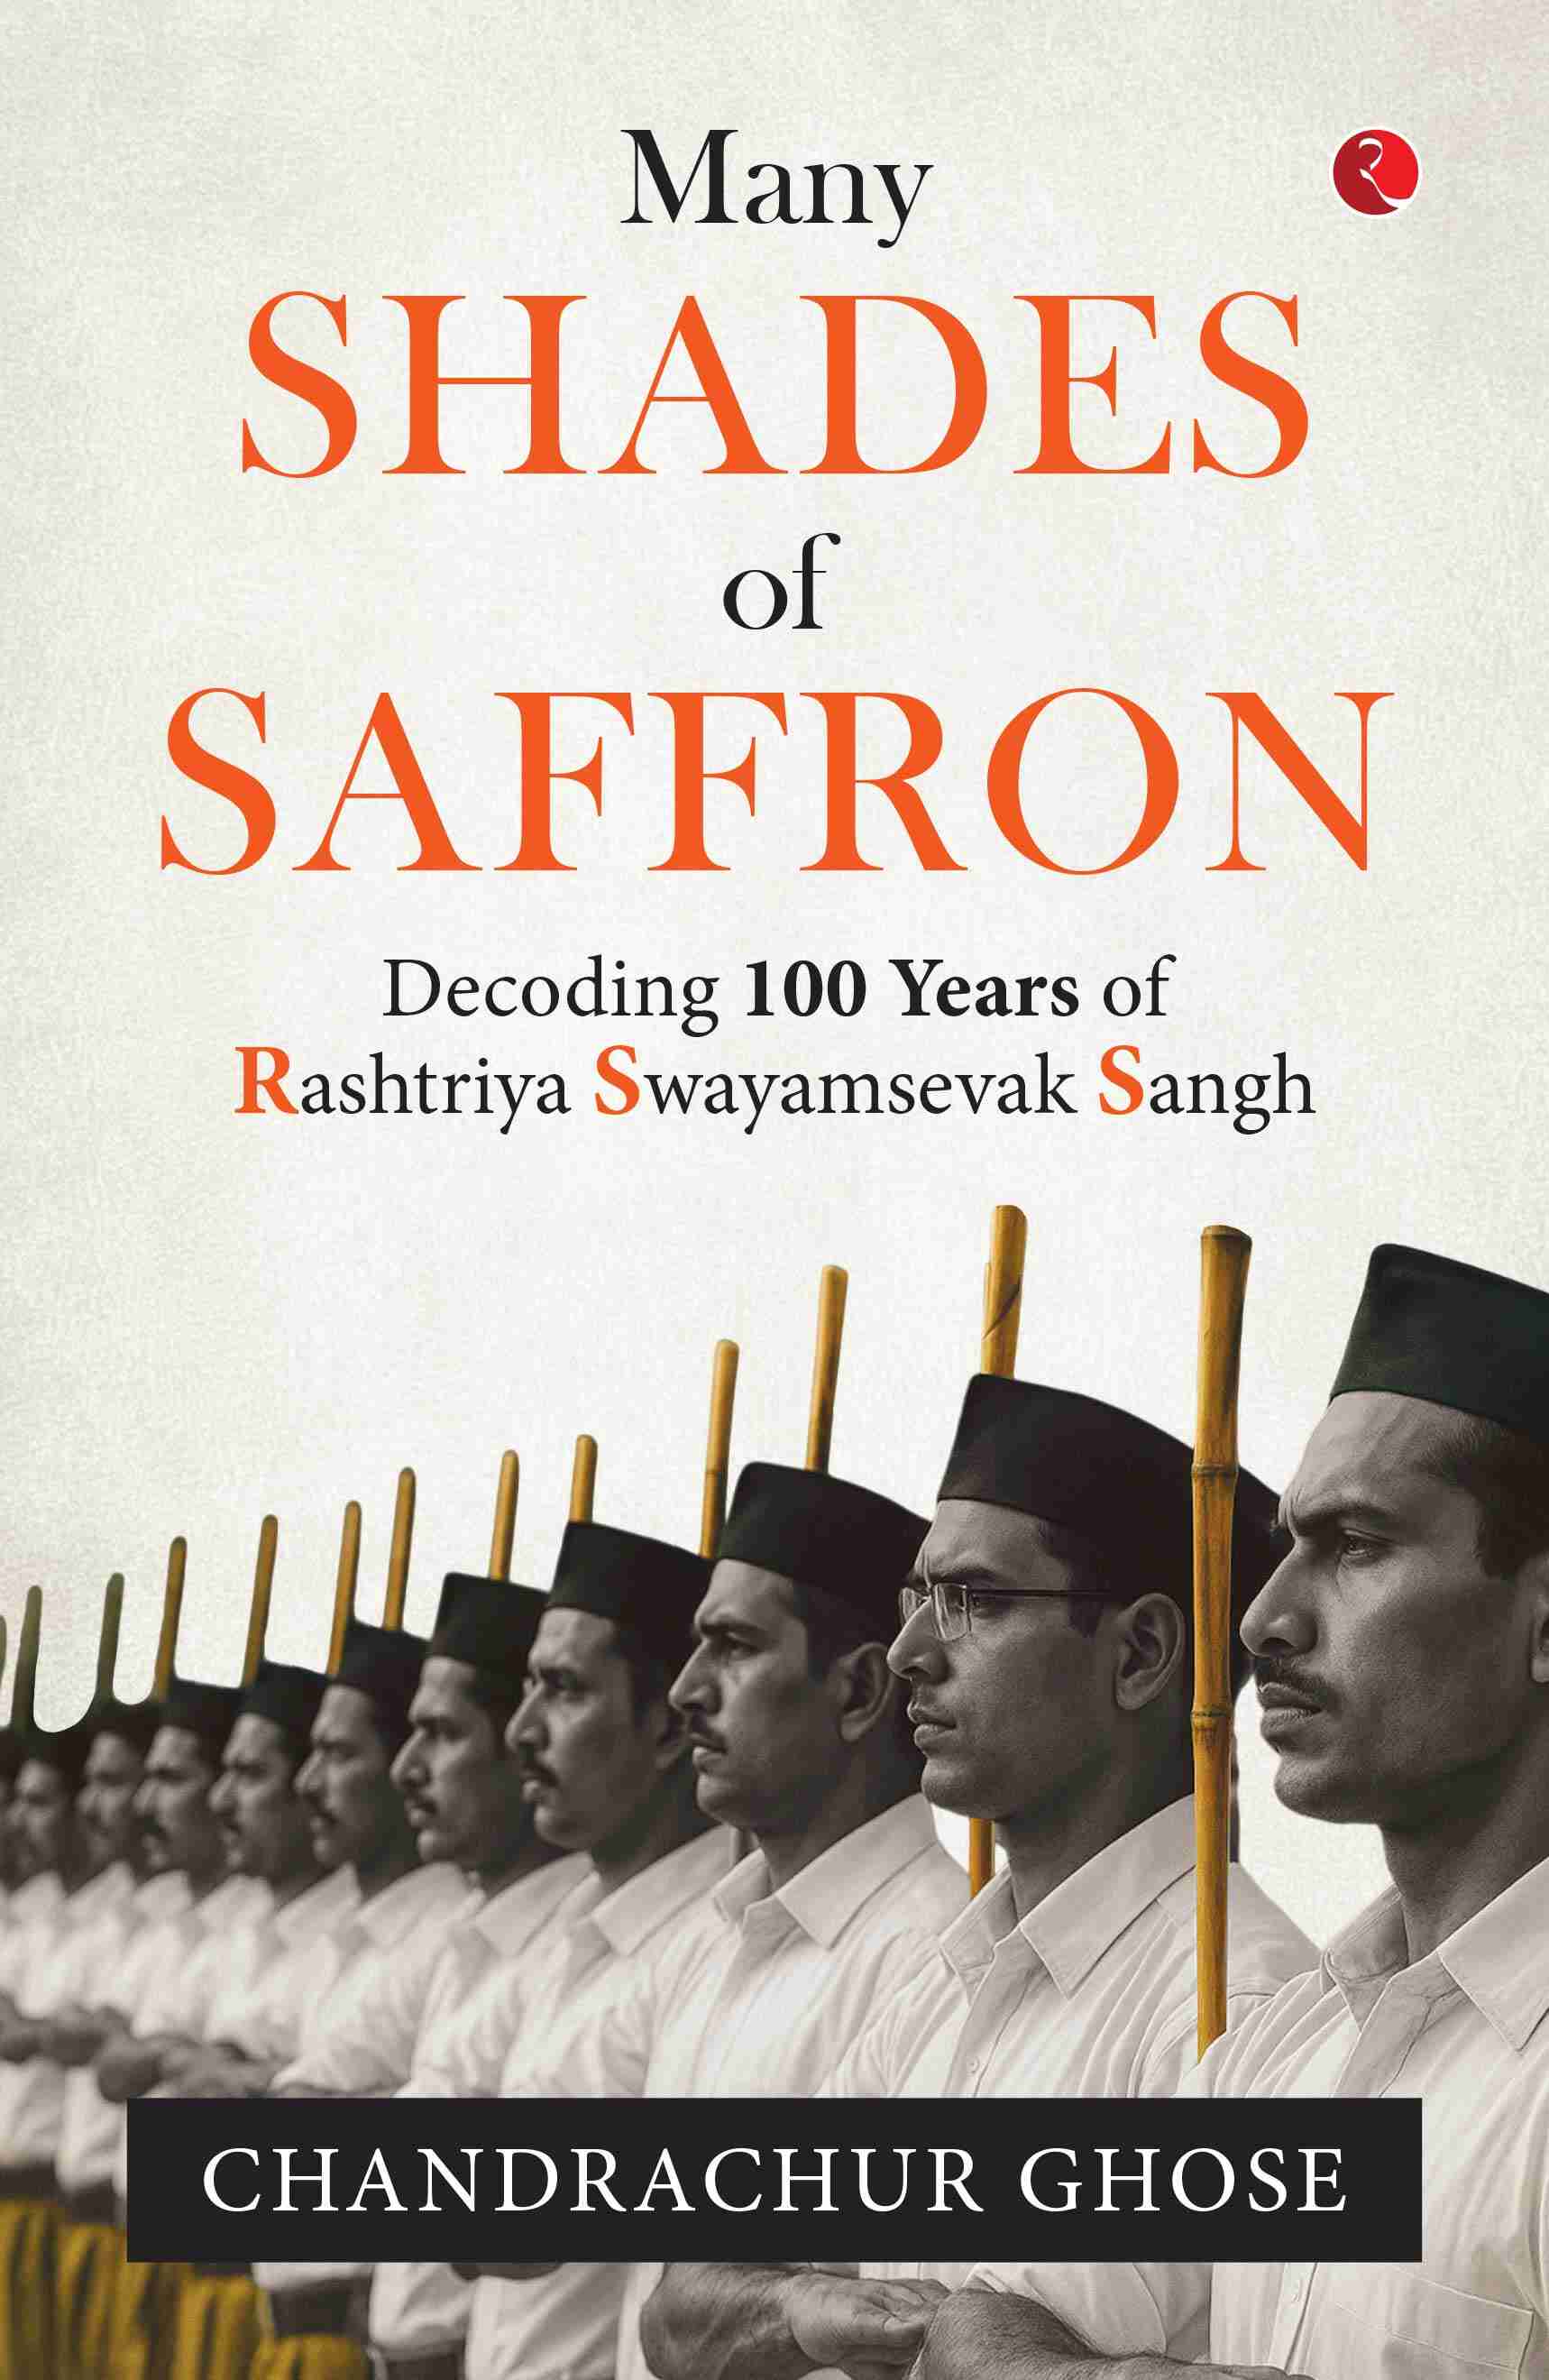 Many
SHADES
of
SAFFRON
Decoding 100 Years of
Rashtriya Swayamsevak Sangh
CHANDRACHUR GHOSE